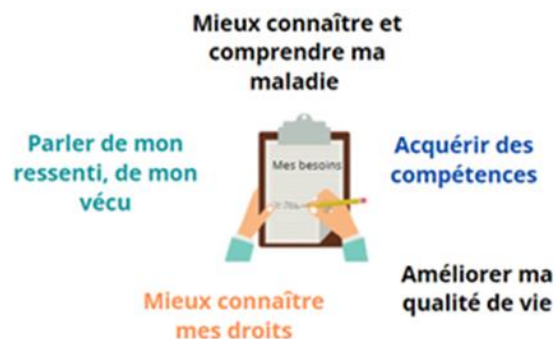 Mieux connaître et
comprendre ma
maladie
Parler de mon
ressenti, de mon
vécu
Mes besoins
Acquérir des
compétences
Améliorer ma
qualité de vie
Mieux connaître
mes droits